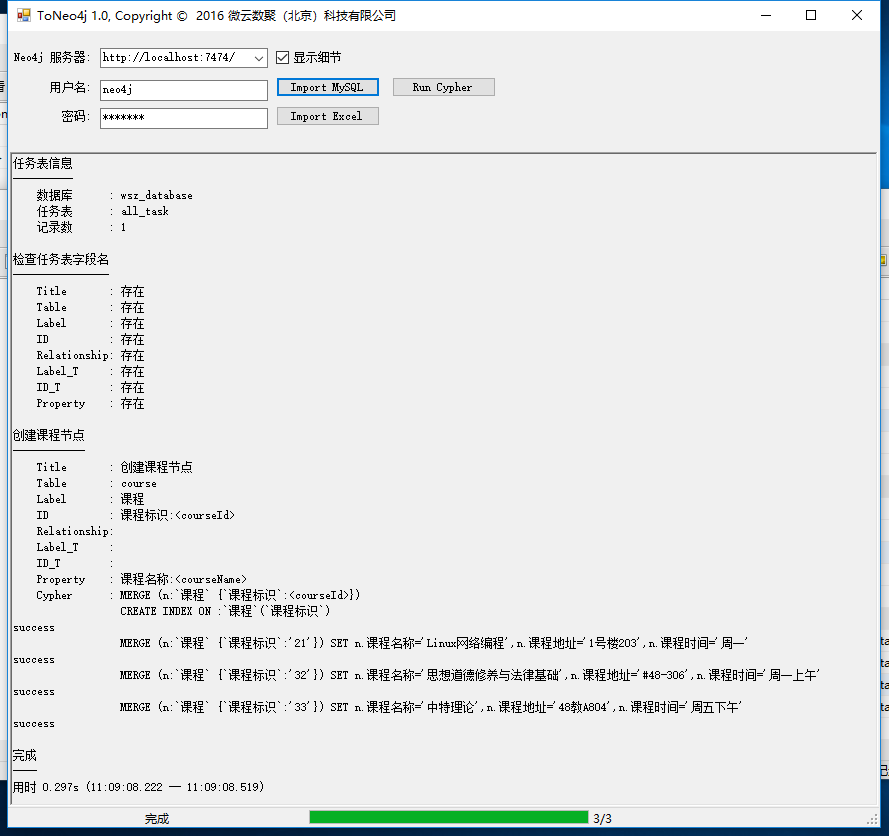 ToNeo4j 1.0, Copyright © 2016 微云数聚（北京）科技有限公司
Neo4j 服务器: http://localhost:7474/ 显示细节
用户名: neo4j Import MySQL Run Cypher
密码: ******* Import Excel
任务表信息
数据库 : wsz_database
任务表 : all_task
记录数 : 1
检查任务表字段名
Title : 存在
Table : 存在
Label : 存在
ID : 存在
Relationship: 存在
Label_T : 存在
ID_T : 存在
Property : 存在
创建课程节点
Title : 创建课程节点
Table : course
Label : 课程
ID : 课程标识:<courseId>
Relationship:
Label_T :
ID_T :
Property : 课程名称:<courseName>
Cypher : MERGE (n:`课程` {`课程标识`:<courseId>})
CREATE INDEX ON :`课程`(`课程标识`)
success
MERGE (n:`课程` {`课程标识`:'21'}) SET n.课程名称='Linux网络编程',n.课程地址='1号楼203',n.课程时间='周一'
success
MERGE (n:`课程` {`课程标识`:'32'}) SET n.课程名称='思想道德修养与法律基础',n.课程地址='#48-306',n.课程时间='周一上午'
success
MERGE (n:`课程` {`课程标识`:'33'}) SET n.课程名称='中特理论',n.课程地址='48教A804',n.课程时间='周五下午'
success
完成
用时 0.297s (11:09:08.222 — 11:09:08.519)
完成 3/3